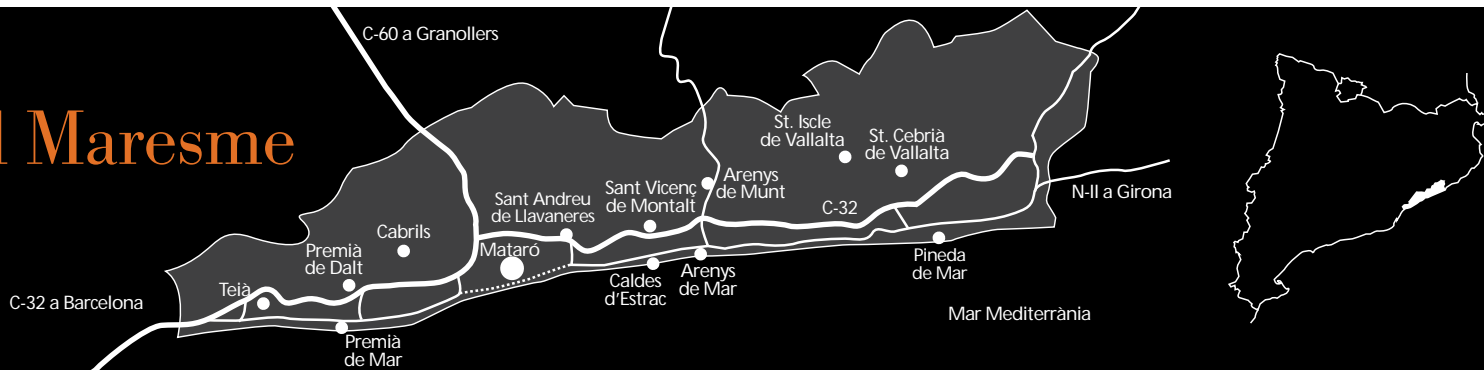 C-60 a Granollers
l Maresme
St. Iscle
de Vallalta
St. Cebrià
de Vallalta
Arenys
de Munt
N-II a Girona
Sant Vicenç
de Montalt
Sant Andreu
de Llavaneres
C-32
Cabrils
Mataró
Premià
de Dalt
Pineda
de Mar
Arenys
de Mar
Caldes
d'Estrac
Teià
C-32 a Barcelona
Mar Mediterrània
Premià
de Mar